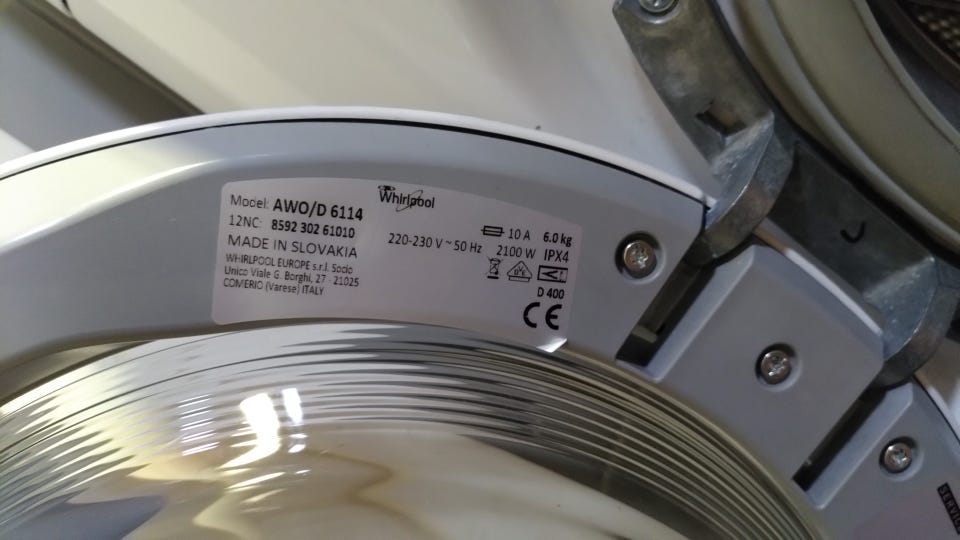 Model: AWO/D 6114
12NC: 8592 302 61010
MADE IN SLOVAKIA
WHIRLPOOL EUROPE s.r.l. Socio
Unico Viale G. Borghi, 27 - 21025
COMERIO (Varese) ITALY
Whirlpool
10 A 6.0 kg
220-230 V ~ 50 Hz 2100 W IPX4
D 400
CE
SERVICE